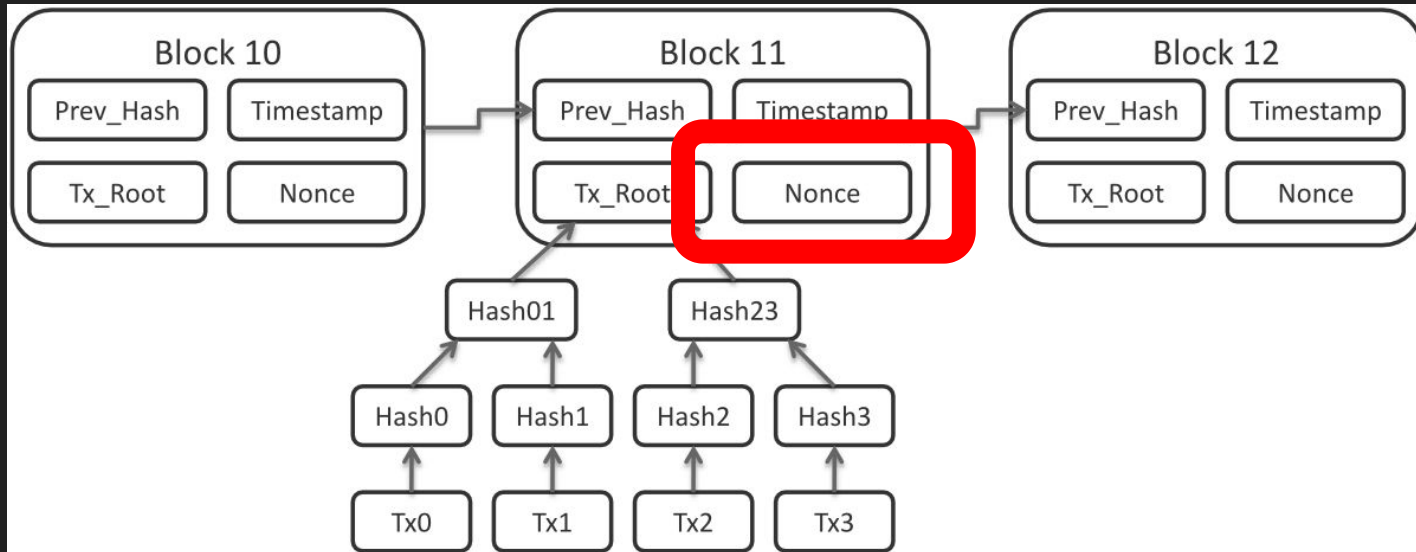 Block 10 Block 11 Block 12
Prev_Hash Timestamp Prev_Hash Timestamp Prev_Hash Timestamp
Tx_Root Nonce Tx_Root Nonce Tx_Root Nonce
Hash01 Hash23
Hash0 Hash1 Hash2 Hash3
Tx0 Tx1 Tx2 Tx3